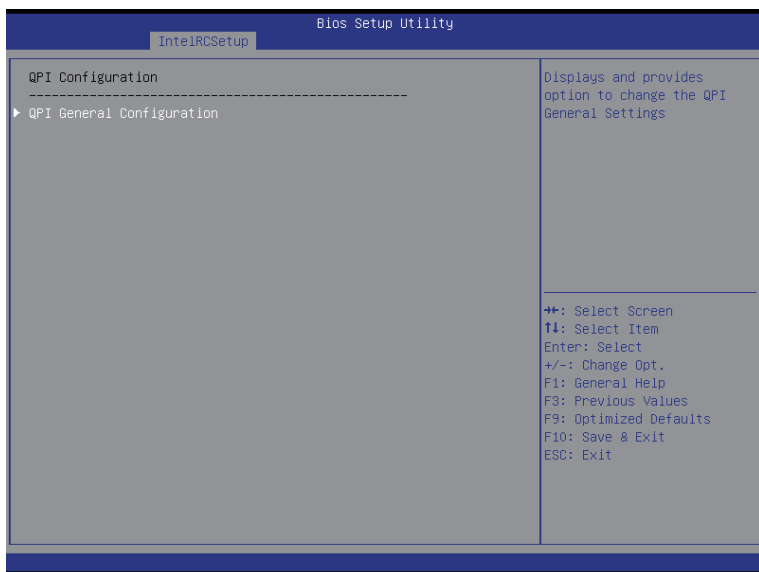 Bios Setup Utility
IntelRCSetup
QPI Configuration
--------------------------------------------------
QPI General Configuration
Displays and provides
option to change the QPI
General Settings
→←: Select Screen
↑↓: Select Item
Enter: Select
+/-: Change Opt.
F1: General Help
F3: Previous Values
F9: Optimized Defaults
F10: Save & Exit
ESC: Exit